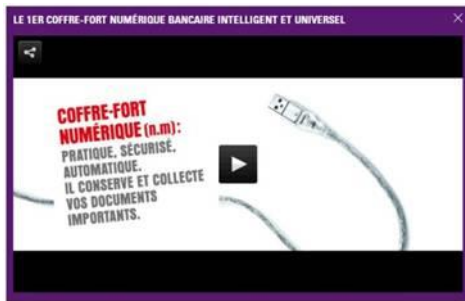 LE 1ER COFFRE-FORT NUMÉRIQUE BANCAIRE INTELLIGENT ET UNIVERSEL
COFFRE-FORT
NUMÉRIQUE (n.m):
PRATIQUE, SÉCURISÉ,
AUTOMATIQUE.
IL CONSERVE ET COLLECTE
VOS DOCUMENTS
IMPORTANTS.